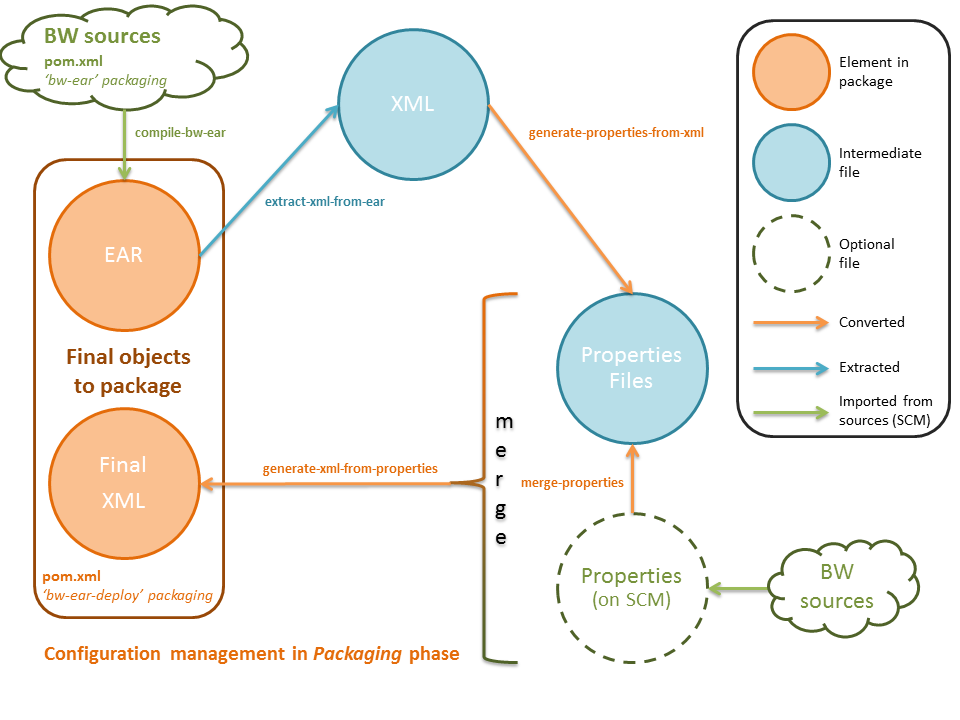 BW sources
pom.xml
‘bw-ear’ packaging
compile-bw-ear
XML
generate-properties-from-xml
extract-xml-from-ear
EAR
Final objects
to package
Final
XML
pom.xml
‘bw-ear-deploy’ packaging
generate-xml-from-properties
m
e
r
g
e
Properties
Files
merge-properties
Properties
(on SCM)
BW
sources
Configuration management in Packaging phase
Element in
package
Intermediate
file
Optional
file
Converted
Extracted
Imported from
sources (SCM)